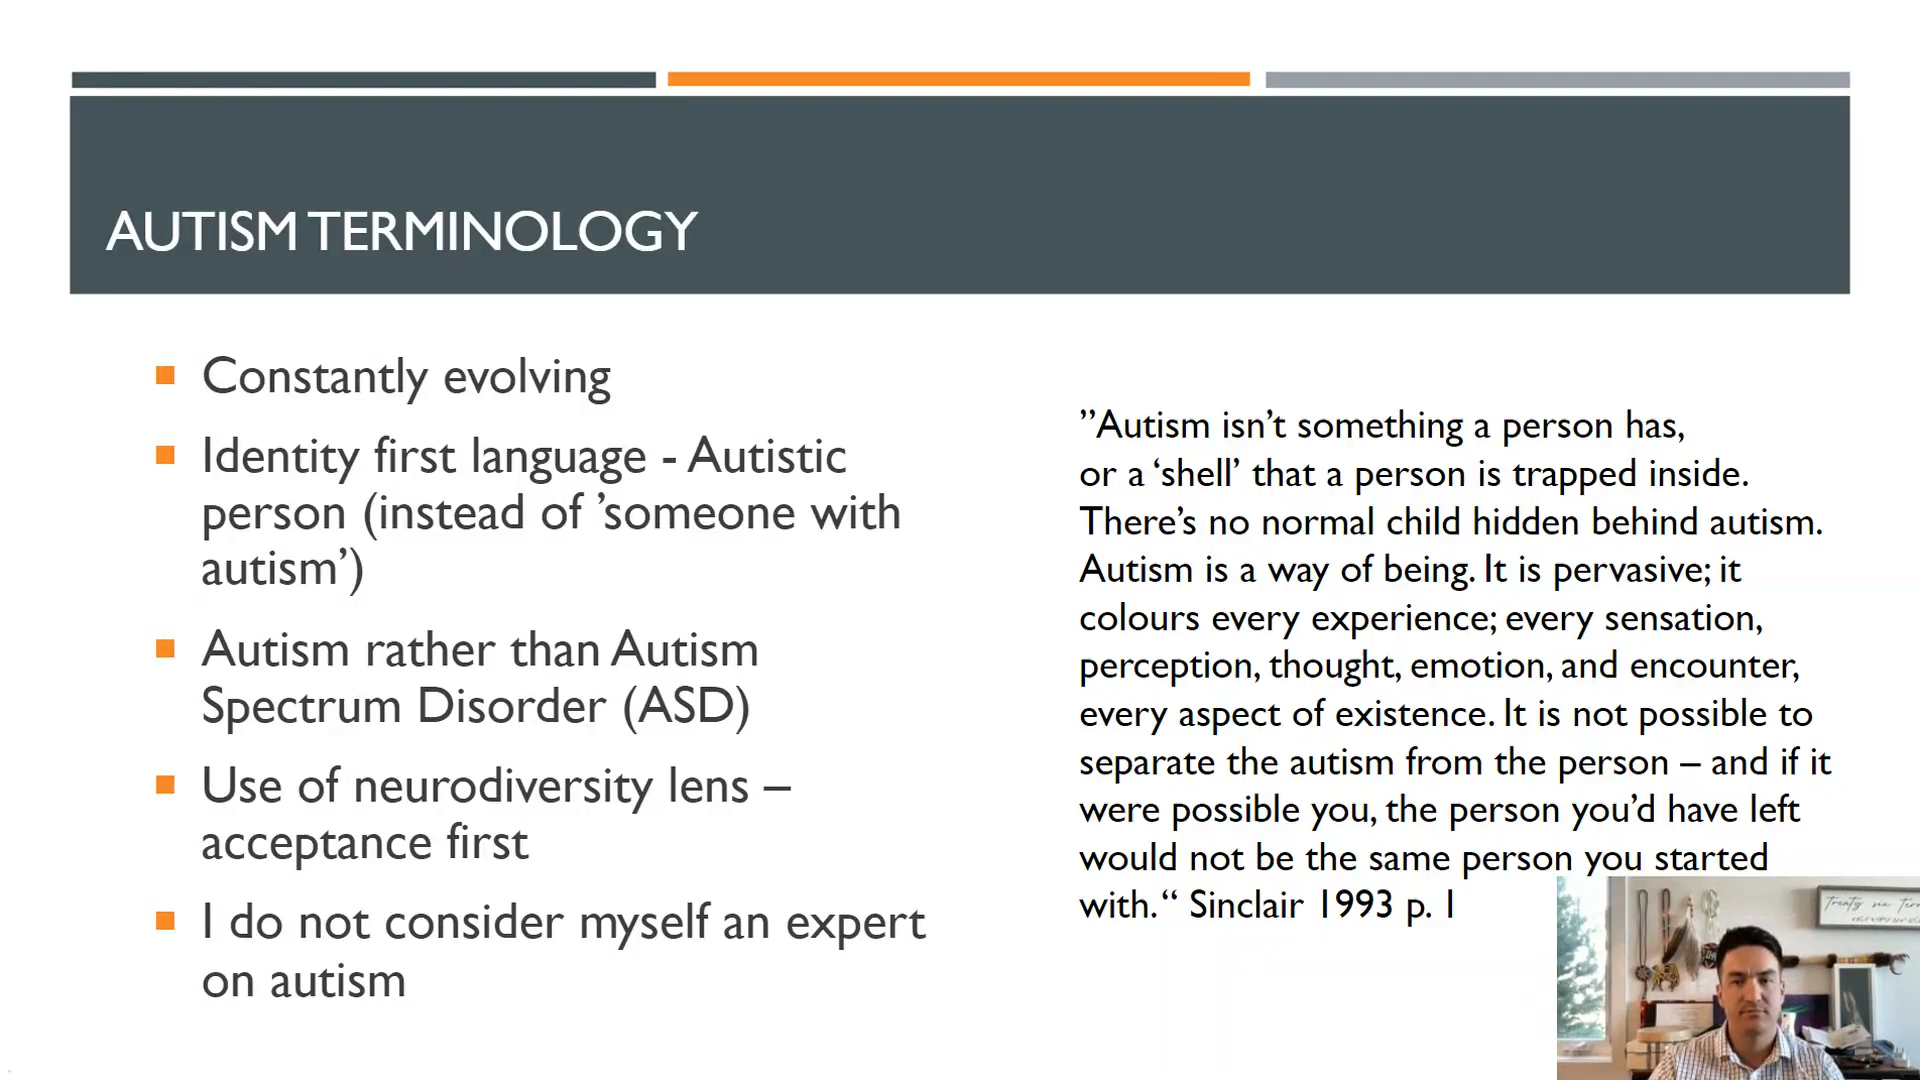 AUTISM TERMINOLOGY
Constantly evolving
Identity first language - Autistic
person (instead of ’someone with
autism’)
Autism rather than Autism
Spectrum Disorder (ASD)
Use of neurodiversity lens –
acceptance first
I do not consider myself an expert
on autism
”Autism isn’t something a person has,
or a ‘shell’ that a person is trapped inside.
There’s no normal child hidden behind autism.
Autism is a way of being. It is pervasive; it
colours every experience; every sensation,
perception, thought, emotion, and encounter,
every aspect of existence. It is not possible to
separate the autism from the person – and if it
were possible you, the person you’d have left
would not be the same person you started
with.“ Sinclair 1993 p. 1
Treaty six